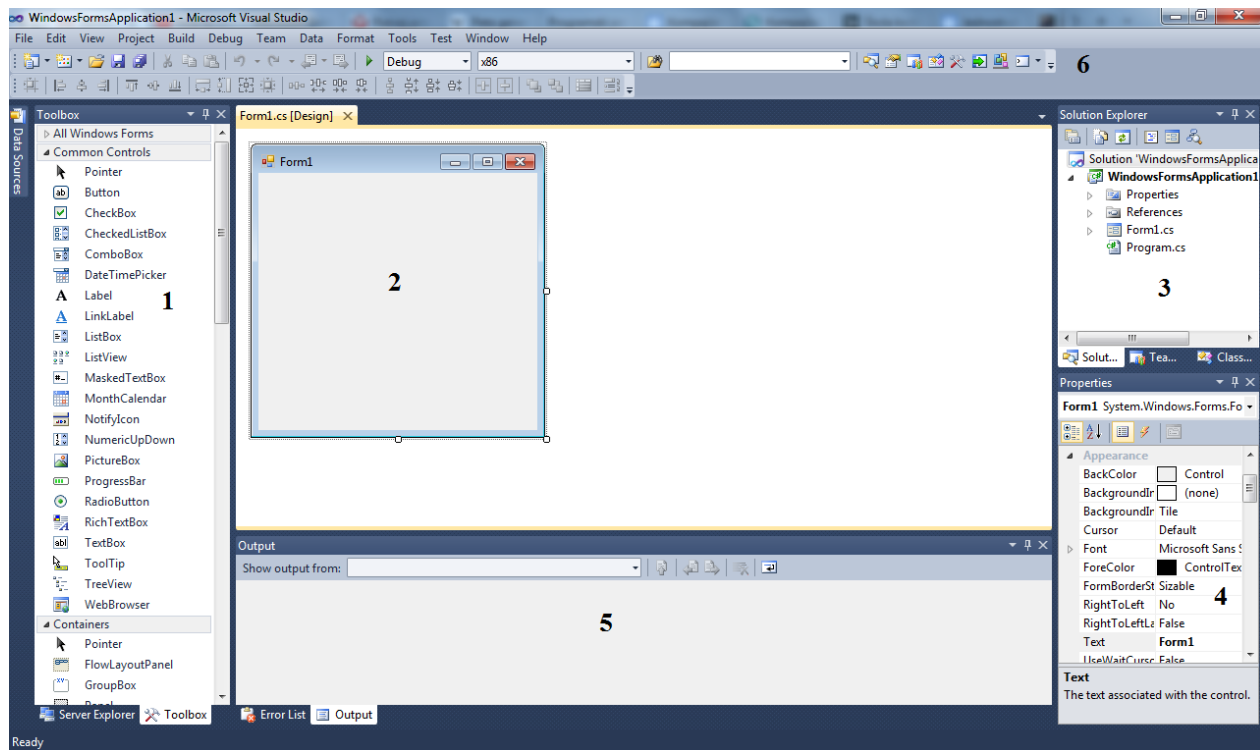 WindowsFormsApplication1 - Microsoft Visual Studio
File Edit View Project Build Debug Team Data Format Tools Test Window Help
Debug x86
6
Data Sources
Toolbox
All Windows Forms
Common Controls
Pointer
Button
CheckBox
CheckedListBox
ComboBox
DateTimePicker
Label
LinkLabel
ListBox
ListView
MaskedTextBox
MonthCalendar
NotifyIcon
NumericUpDown
PictureBox
ProgressBar
RadioButton
RichTextBox
TextBox
ToolTip
TreeView
WebBrowser
Containers
Pointer
FlowLayoutPanel
GroupBox
1
Server Explorer Toolbox
Form1.cs [Design]
Form1
2
Output
Show output from:
5
Error List Output
Solution Explorer
Solution 'WindowsFormsApplica
WindowsFormsApplication1
Properties
References
Form1.cs
Program.cs
3
Solut... Tea... Class...
Properties
Form1 System.Windows.Forms.Fo
Appearance
BackColor Control
BackgroundIr (none)
BackgroundIr Tile
Cursor Default
Font Microsoft Sans S
ForeColor ControlTex
FormBorderSt Sizable
RightToLeft No
4
RightToLeftLa False
Text Form1
UseWaitCursc False
Text
The text associated with the control.
Ready